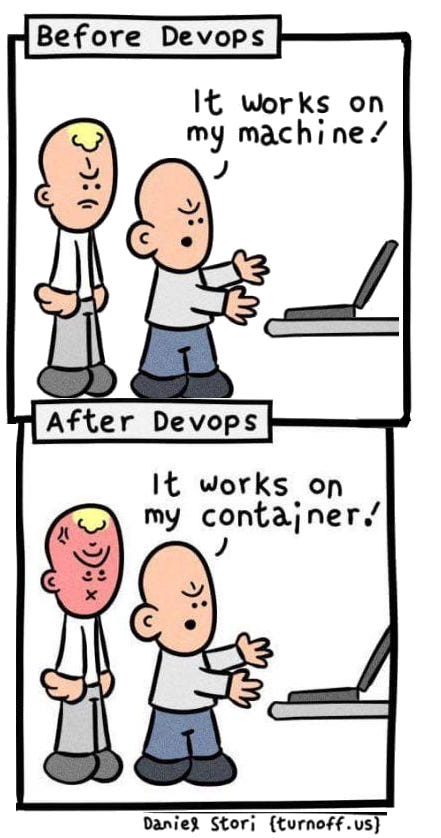 Before Devops
It works on
my machine!
After Devops
It works on
my container!
Daniel Stori {turnoff.us}